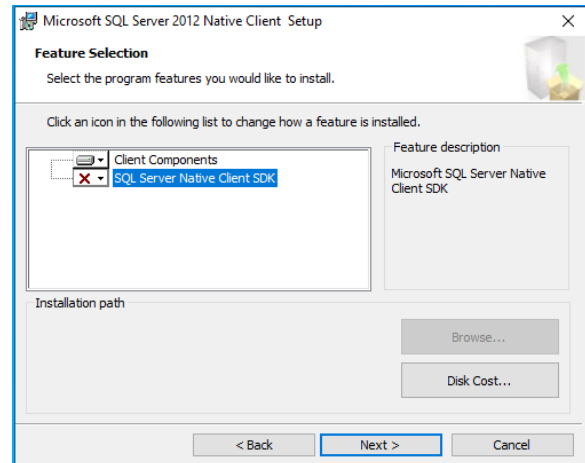 Microsoft SQL Server 2012 Native Client Setup
Feature Selection
Select the program features you would like to install.
Click an icon in the following list to change how a feature is installed.
Client Components
SQL Server Native Client SDK
Feature description
Microsoft SQL Server Native
Client SDK
Installation path
Browse...
Disk Cost...
< Back
Next >
Cancel